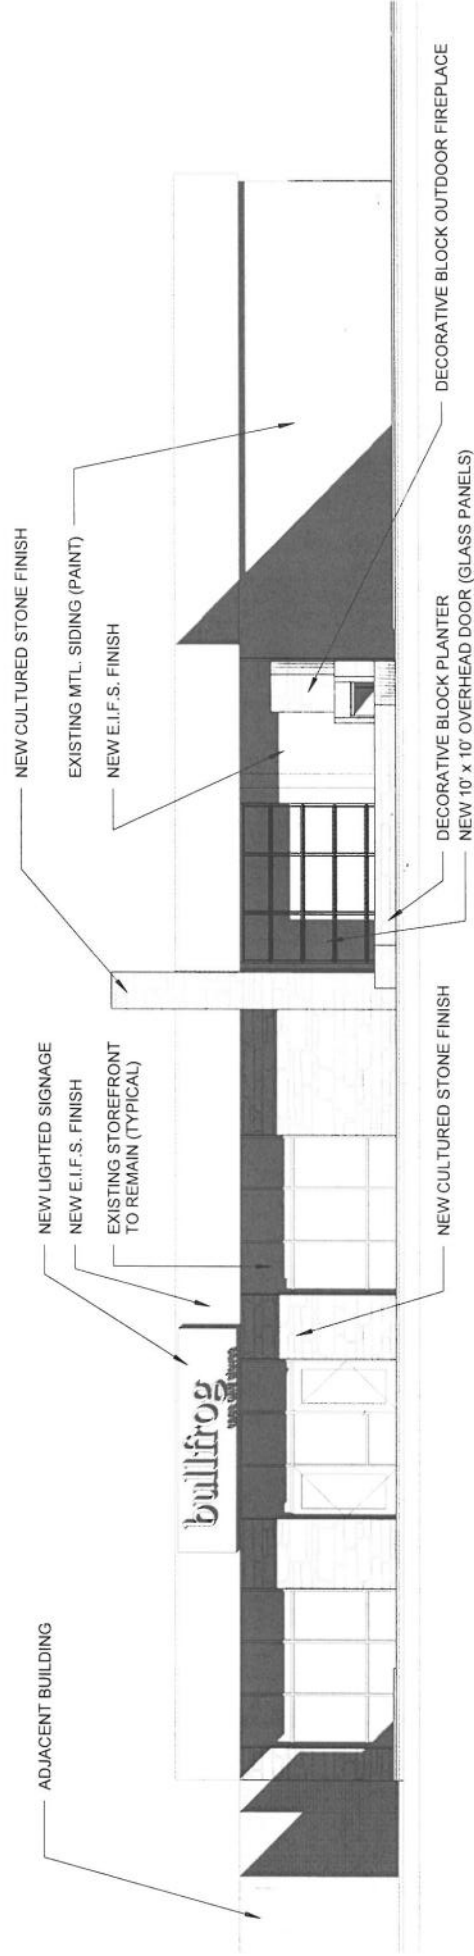 ADJACENT BUILDING
NEW LIGHTED SIGNAGE
NEW E.I.F.S. FINISH
EXISTING STOREFRONT
TO REMAIN (TYPICAL)
NEW CULTURED STONE FINISH
EXISTING MTL. SIDING (PAINT)
NEW E.I.F.S. FINISH
bullfrog
NEW CULTURED STONE FINISH
DECORATIVE BLOCK PLANTER
NEW 10' x 10' OVERHEAD DOOR (GLASS PANELS)
DECORATIVE BLOCK OUTDOOR FIREPLACE